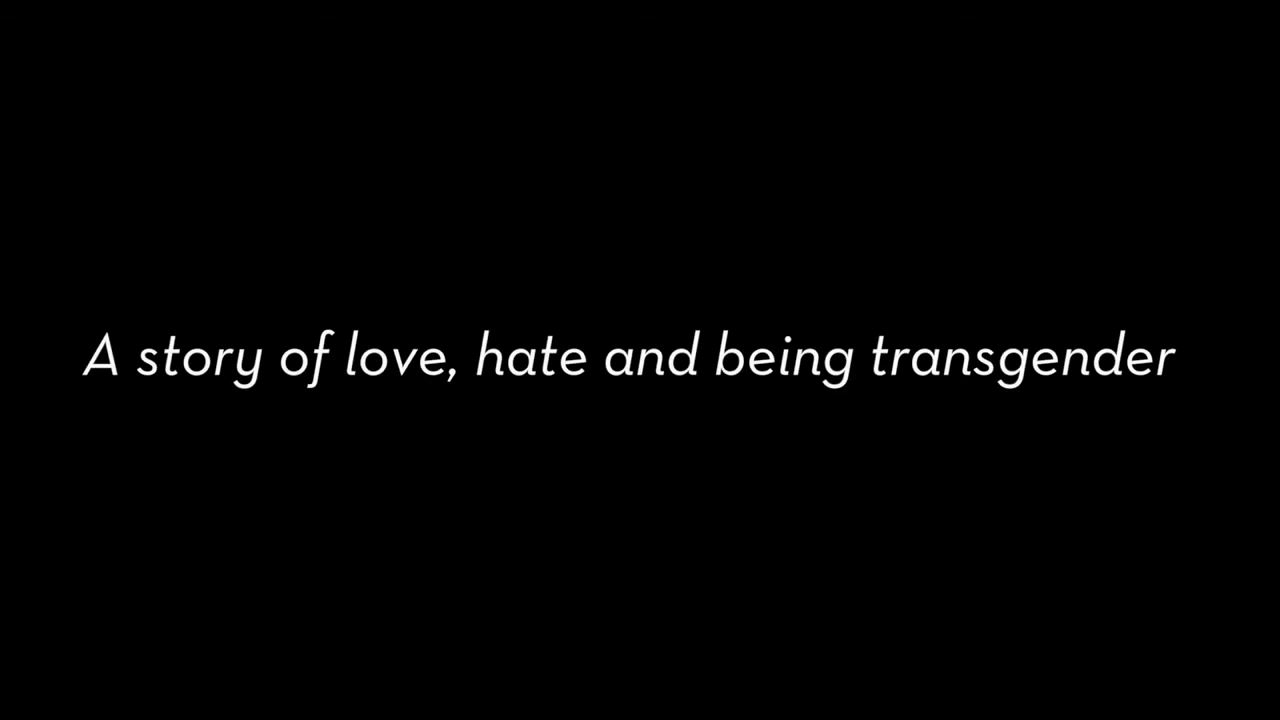 A story of love, hate and being transgender